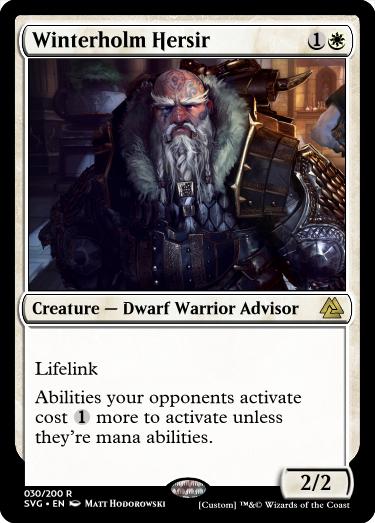 Winterholm Hersir 1
Creature — Dwarf Warrior Advisor
Lifelink
Abilities your opponents activate
cost 1 more to activate unless
they're mana abilities.
2/2
030/200 R
SVG • EN Matt Hodorowski [Custom] ™&© Wizards of the Coast